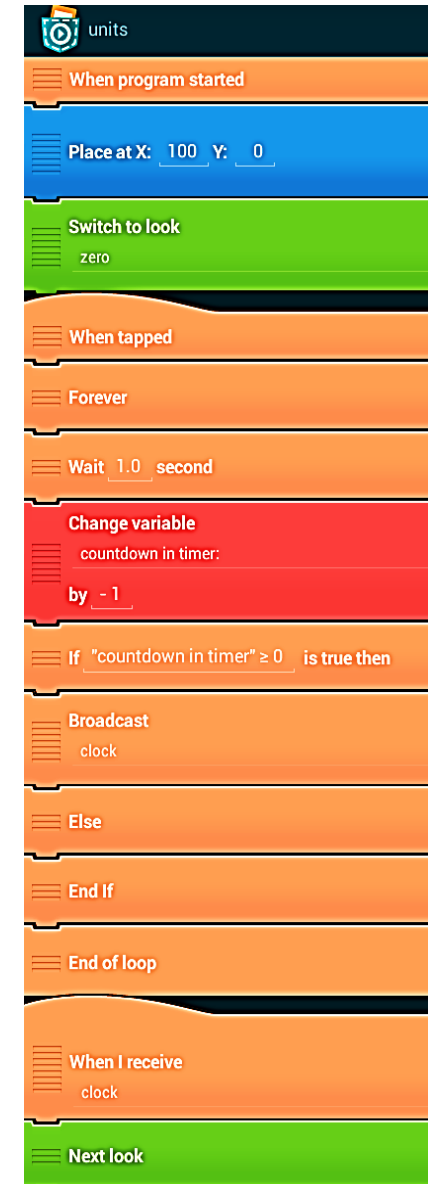 units
When program started
Place at X: 100 Y: 0
Switch to look
zero
When tapped
Forever
Wait 1.0 second
Change variable
countdown in timer:
by - 1
If "countdown in timer" ≥ 0 is true then
Broadcast
clock
Else
End If
End of loop
When I receive
clock
Next look